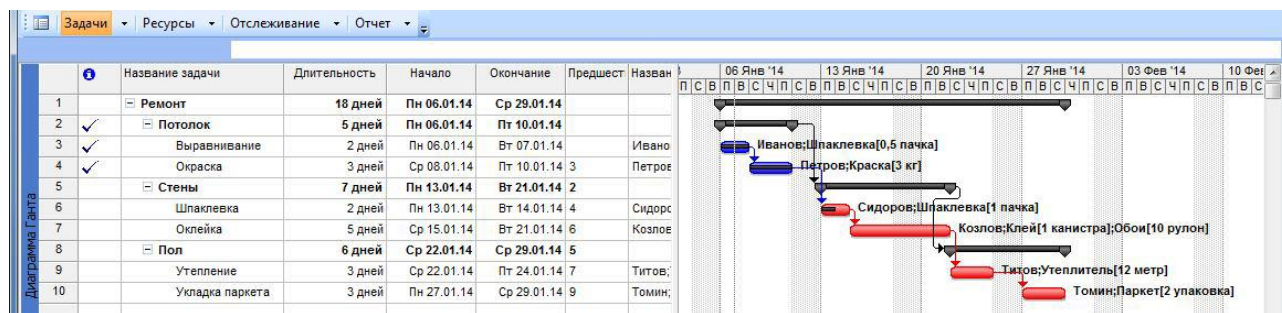 Задачи Ресурсы Отслеживание Отчет
Название задачи Длительность Начало Окончание Предшест Назван 06 Янв '14 13 Янв '14 20 Янв '14 27 Янв '14 03 Фев '14 10 Фев
П С В П В С Ч П С В П В С Ч П С В П В С Ч П С В П В С Ч П С В П В С Ч П С В П В С
1 Ремонт 18 дней Пн 06.01.14 Ср 29.01.14
2 Потолок 5 дней Пн 06.01.14 Пт 10.01.14
3 Выравнивание 2 дней Пн 06.01.14 Вт 07.01.14 Ивано Иванов;Шпаклевка[0,5 пачка]
4 Окраска 3 дней Ср 08.01.14 Пт 10.01.14 3 Петров Петров;Краска[3 кг]
5 Стены 7 дней Пн 13.01.14 Вт 21.01.14 2
6 Шпаклевка 2 дней Пн 13.01.14 Вт 14.01.14 4 Сидорс Сидоров;Шпаклевка[1 пачка]
7 Оклейка 5 дней Ср 15.01.14 Вт 21.01.14 6 Козлов Козлов;Клей[1 канистра];Обои[10 рулон]
8 Пол 6 дней Ср 22.01.14 Ср 29.01.14 5
9 Утепление 3 дней Ср 22.01.14 Пт 24.01.14 7 Титов; Титов;Утеплитель[12 метр]
10 Укладка паркета 3 дней Пн 27.01.14 Ср 29.01.14 9 Томин; Томин;Паркет[2 упаковка]
Диаграмма Ганта